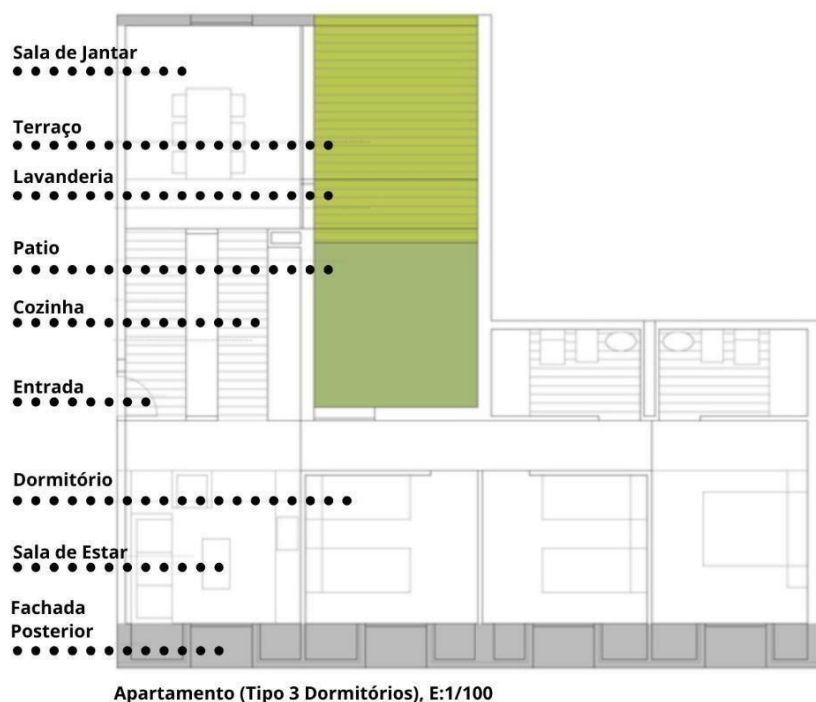 Sala de Jantar
Terraço
Lavanderia
Patio
Cozinha
Entrada
Dormitório
Sala de Estar
Fachada
Posterior
Apartamento (Tipo 3 Dormitórios), E:1/100